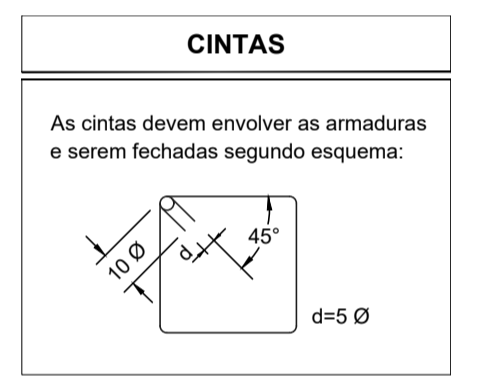 CINTAS
As cintas devem envolver as armaduras
e serem fechadas segundo esquema:
10 Ø
d
45°
d=5 Ø